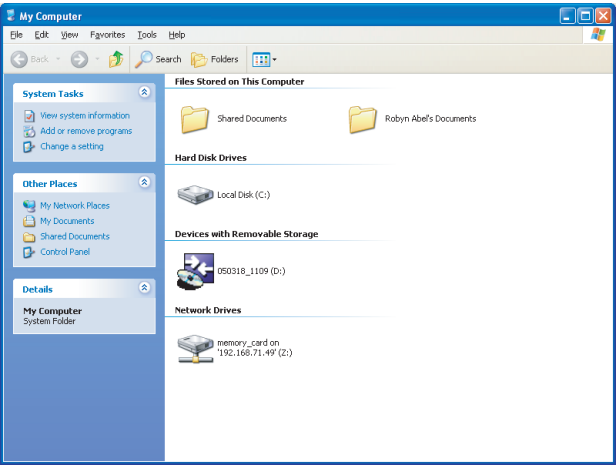 My Computer
File Edit View Favorites Tools Help
Back Search Folders
System Tasks
View system information
Add or remove programs
Change a setting
Other Places
My Network Places
My Documents
Shared Documents
Control Panel
Details
My Computer
System Folder
Files Stored on This Computer
Shared Documents Robyn Abel's Documents
Hard Disk Drives
Local Disk (C:)
Devices with Removable Storage
050318_1109 (D:)
Network Drives
memory_card on
'192.168.71.49' (Z:)